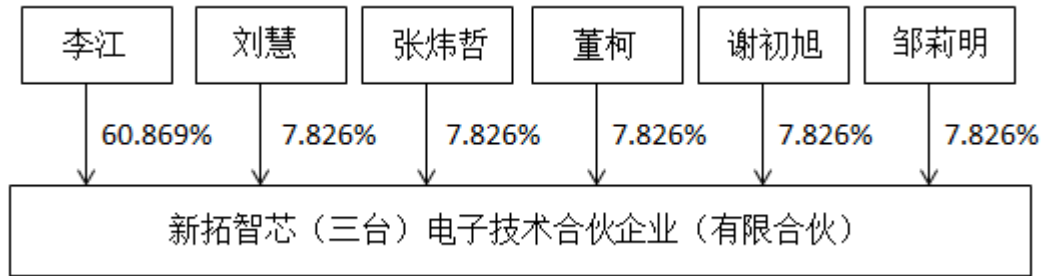 李江 刘慧 张炜哲 董柯 谢初旭 邹莉明
60.869% 7.826% 7.826% 7.826% 7.826% 7.826%
新拓智芯（三台）电子技术合伙企业（有限合伙）